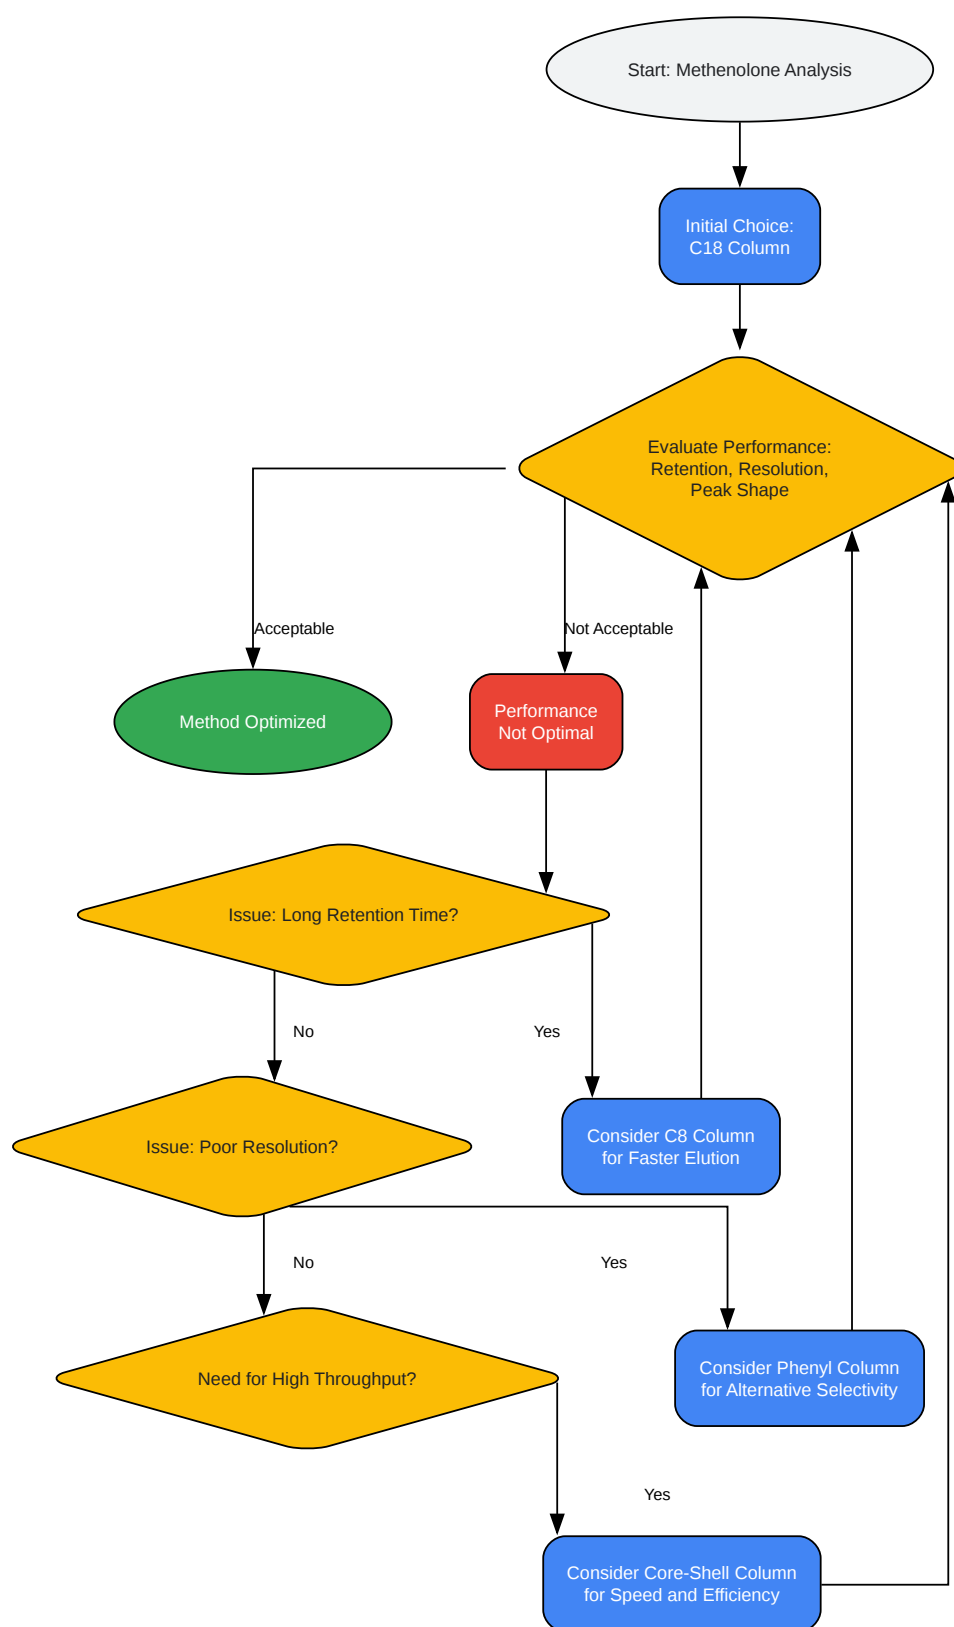 Start: Methenolone Analysis
Initial Choice:
C18 Column
Evaluate Performance:
Retention, Resolution,
Peak Shape
Acceptable
Not Acceptable
Method Optimized
Performance
Not Optimal
Issue: Long Retention Time?
No
Yes
Issue: Poor Resolution?
Consider C8 Column
for Faster Elution
No
Yes
Need for High Throughput?
Consider Phenyl Column
for Alternative Selectivity
Yes
Consider Core-Shell Column
for Speed and Efficiency